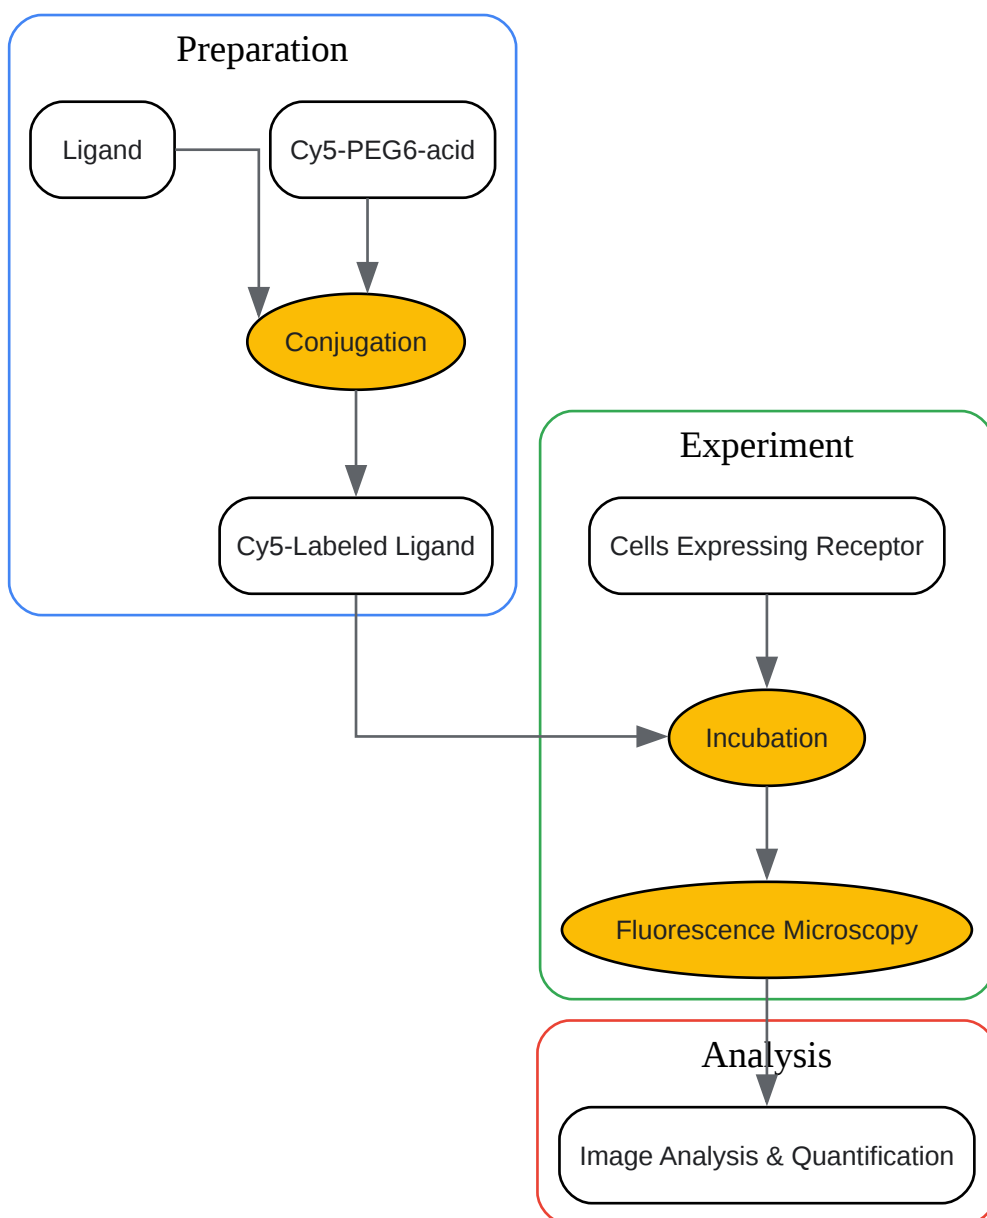 Preparation
Ligand
Cy5-PEG6-acid
Conjugation
Cy5-Labeled Ligand
Experiment
Cells Expressing Receptor
Incubation
Fluorescence Microscopy
Analysis
Image Analysis & Quantification